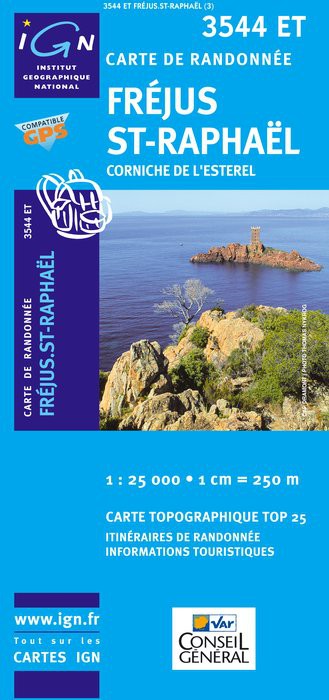 3544 ET FRÉJUS.ST-RAPHAËL (3)
IGN
INSTITUT
GEOGRAPHIQUE
NATIONAL
3544 ET
CARTE DE RANDONNÉE
FRÉJUS
ST-RAPHAËL
CORNICHE DE L'ESTEREL
COMPATIBLE
GPS
3544 ET
CARTE DE RANDONNÉE
FRÉJUS.ST-RAPHAËL
1 : 25 000 • 1 cm = 250 m
CARTE TOPOGRAPHIQUE TOP 25
ITINÉRAIRES DE RANDONNÉE
INFORMATIONS TOURISTIQUES
www.ign.fr
Tout sur les
CARTES IGN
VAR
CONSEIL
GÉNÉRAL